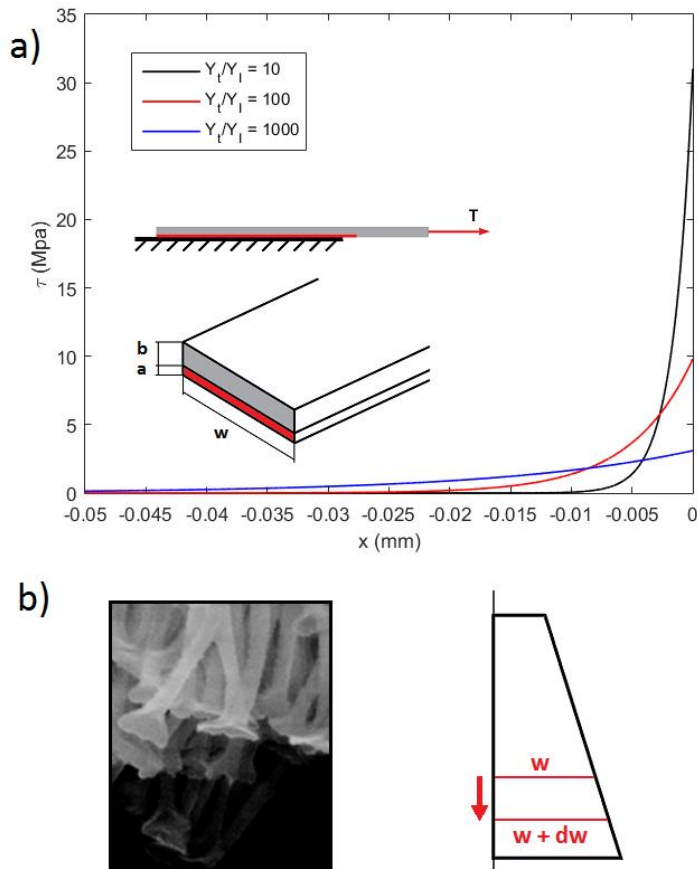 a)
35
30
25
20
15
10
5
0
τ (Mpa)
Y_t/Y_l = 10
Y_t/Y_l = 100
Y_t/Y_l = 1000
T
b
a
w
-0.05 -0.045 -0.04 -0.035 -0.03 -0.025 -0.02 -0.015 -0.01 -0.005 0
x (mm)
b)
w
w + dw